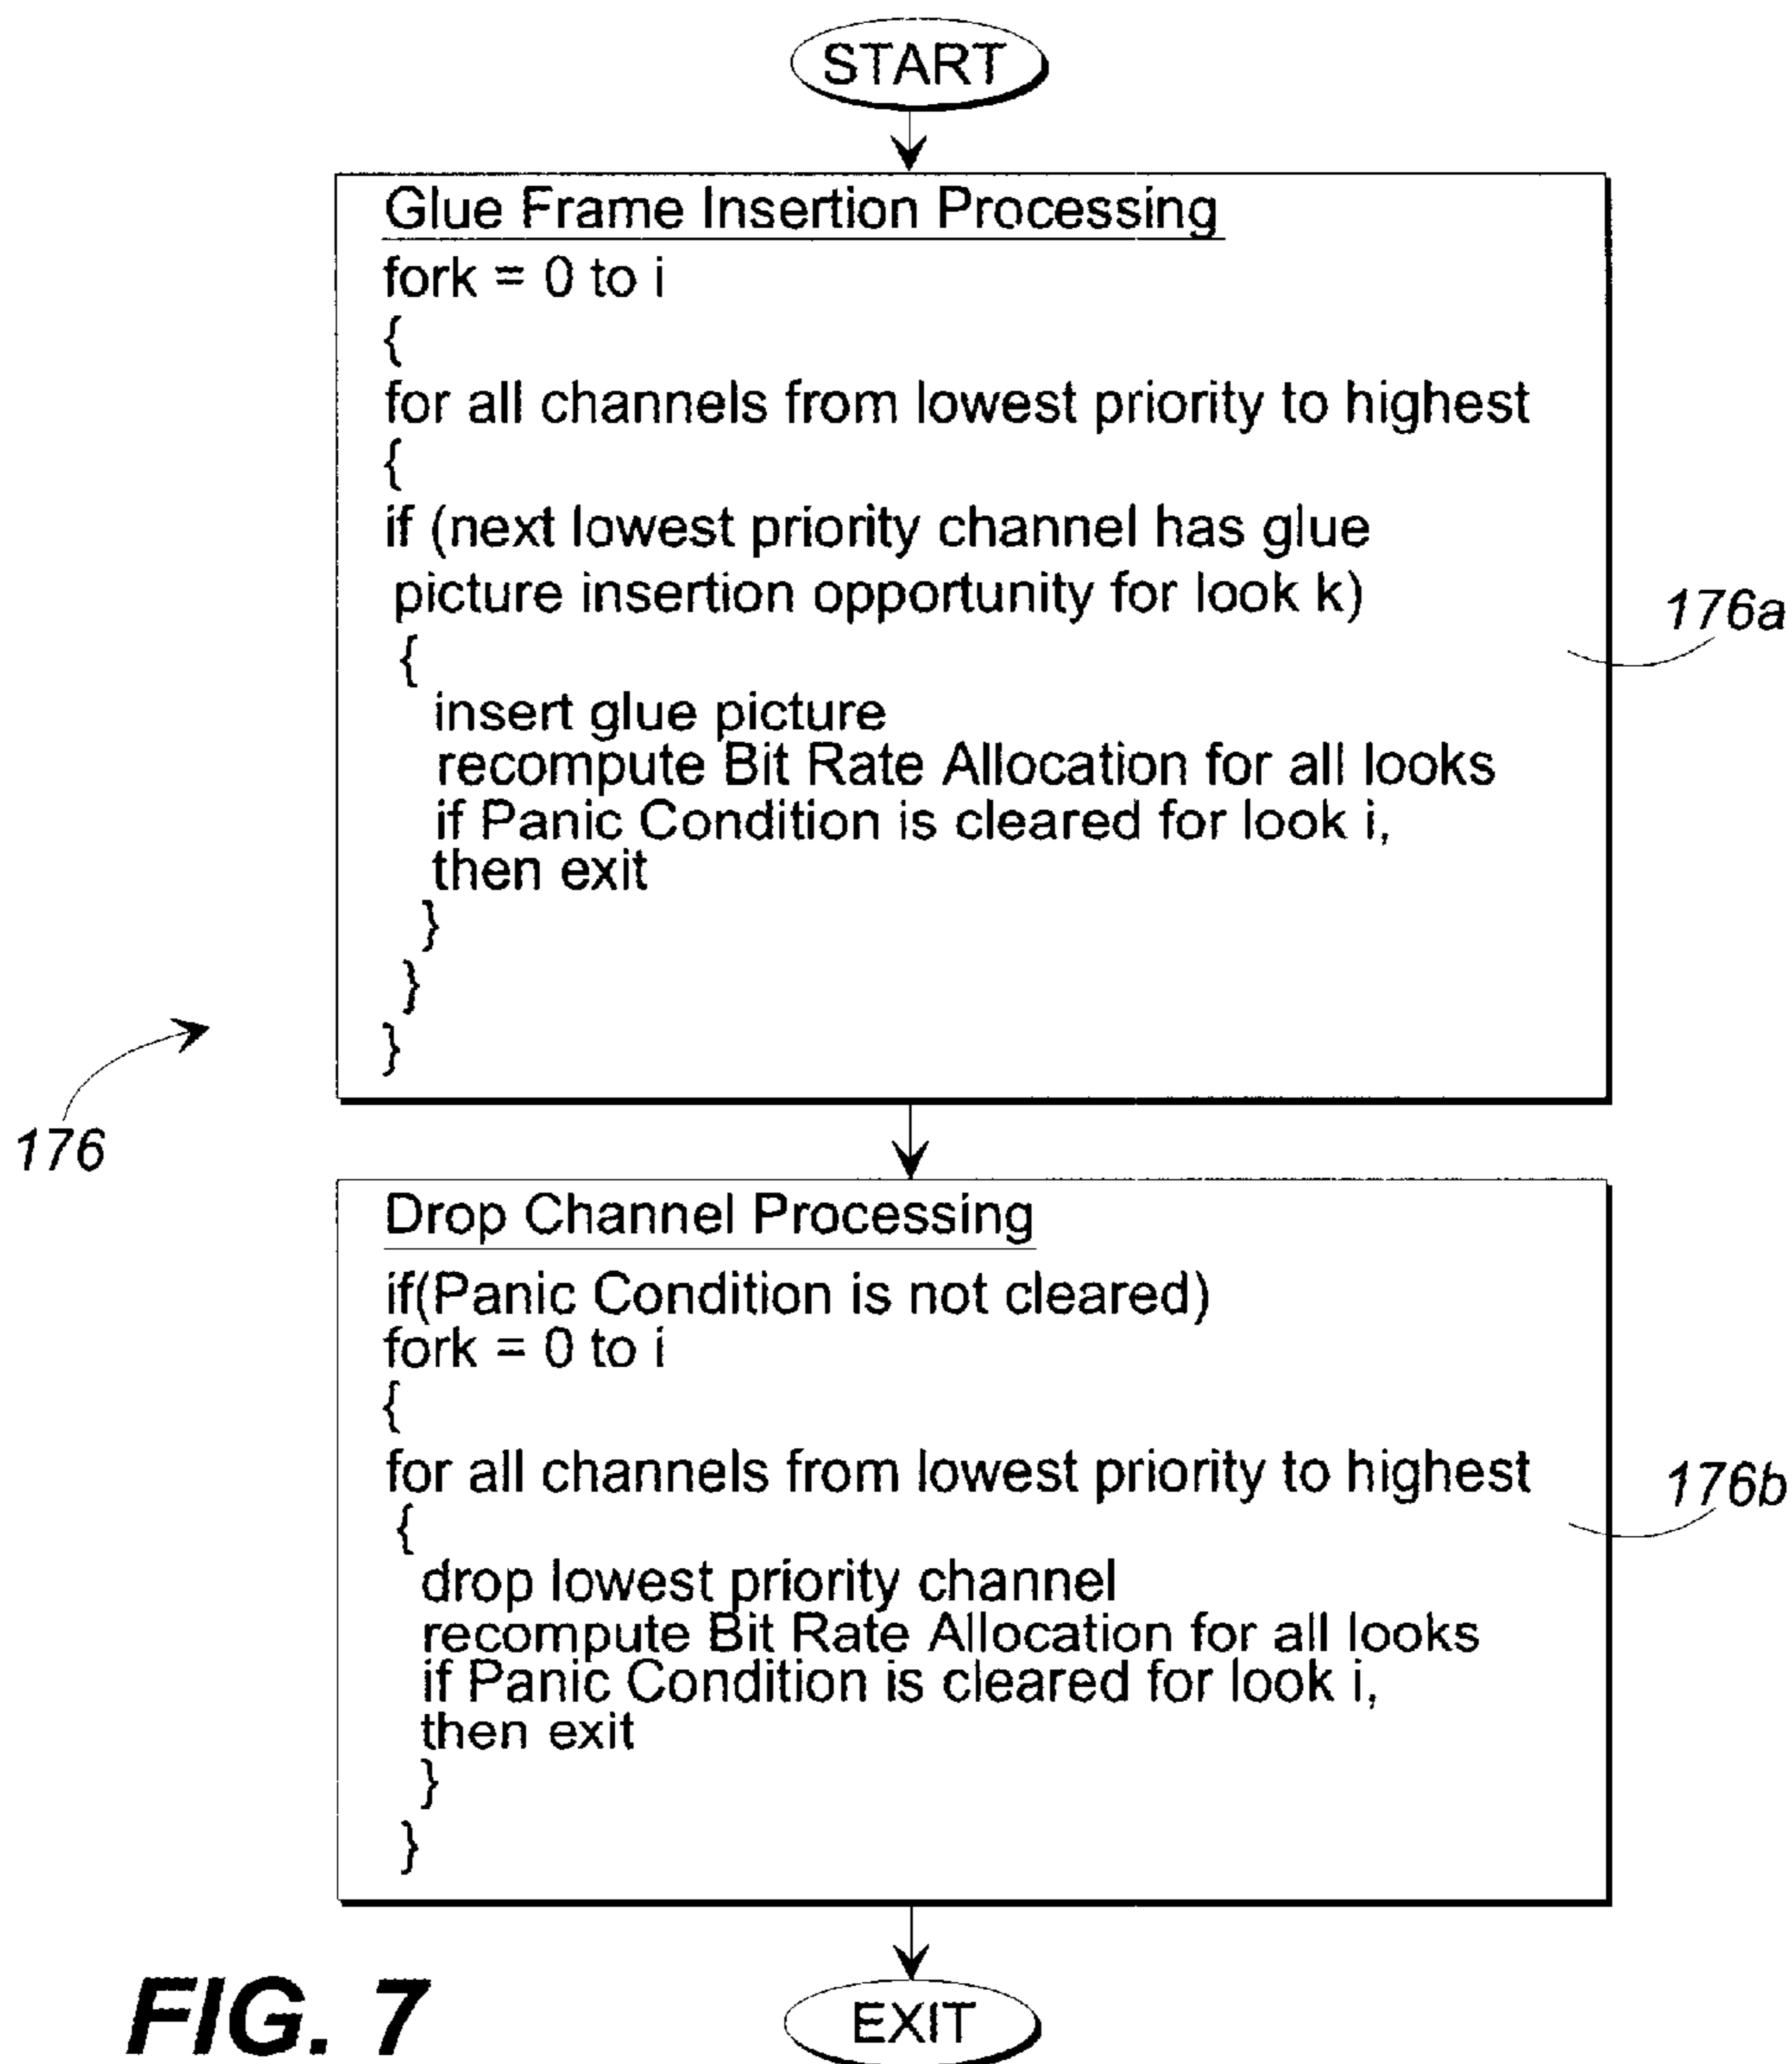 START
Glue Frame Insertion Processing
fork = 0 to i
{
for all channels from lowest priority to highest
{
if (next lowest priority channel has glue
picture insertion opportunity for look k)
{
insert glue picture
recompute Bit Rate Allocation for all looks
if Panic Condition is cleared for look i,
then exit
}
}
}
176a
176
Drop Channel Processing
if(Panic Condition is not cleared)
fork = 0 to i
{
for all channels from lowest priority to highest
{
drop lowest priority channel
recompute Bit Rate Allocation for all looks
if Panic Condition is cleared for look i,
then exit
}
}
176b
EXIT
FIG. 7